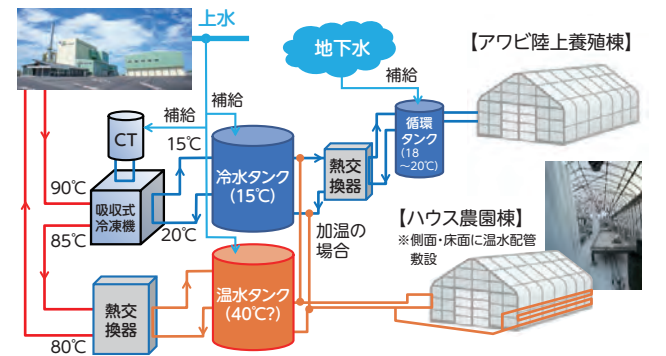 上水
地下水
【アワビ陸上養殖棟】
補給
補給
補給
CT
15℃
循環
タンク
(18
～20℃)
90℃
冷水タンク
(15℃)
熱交
換器
吸収式
冷凍機
85℃
20℃
加温の
場合
【ハウス農園棟】
※側面・床面に温水配管
敷設
熱交
換器
温水タンク
(40℃?)
80℃